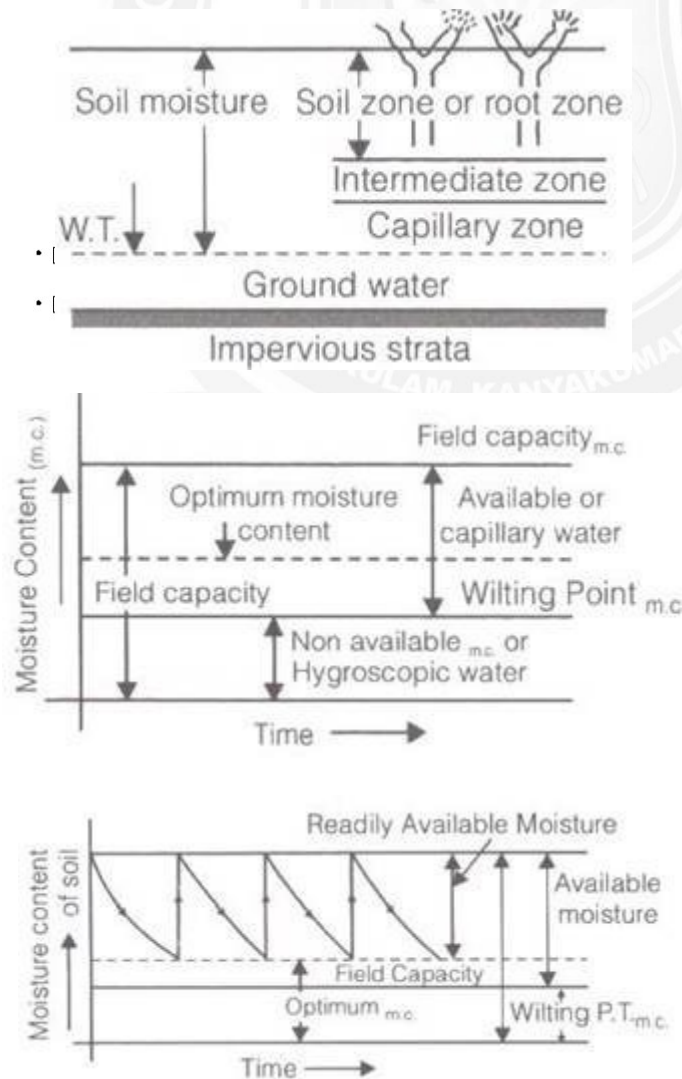 Soil moisture
Soil zone or root zone
Intermediate zone
W.T.
Capillary zone
Ground water
Impervious strata
KULAM, KANYAKUMAR
Moisture Content (m.c.)
Field capacity m.c.
Optimum moisture
content
Available or
capillary water
Field capacity
Wilting Point m.c
Non available m.c. or
Hygroscopic water
Time
Readily Available Moisture
Moisture content
of soil
Available
moisture
Field Capacity
Optimum m.c.
Wilting P.T. m.c.
Time